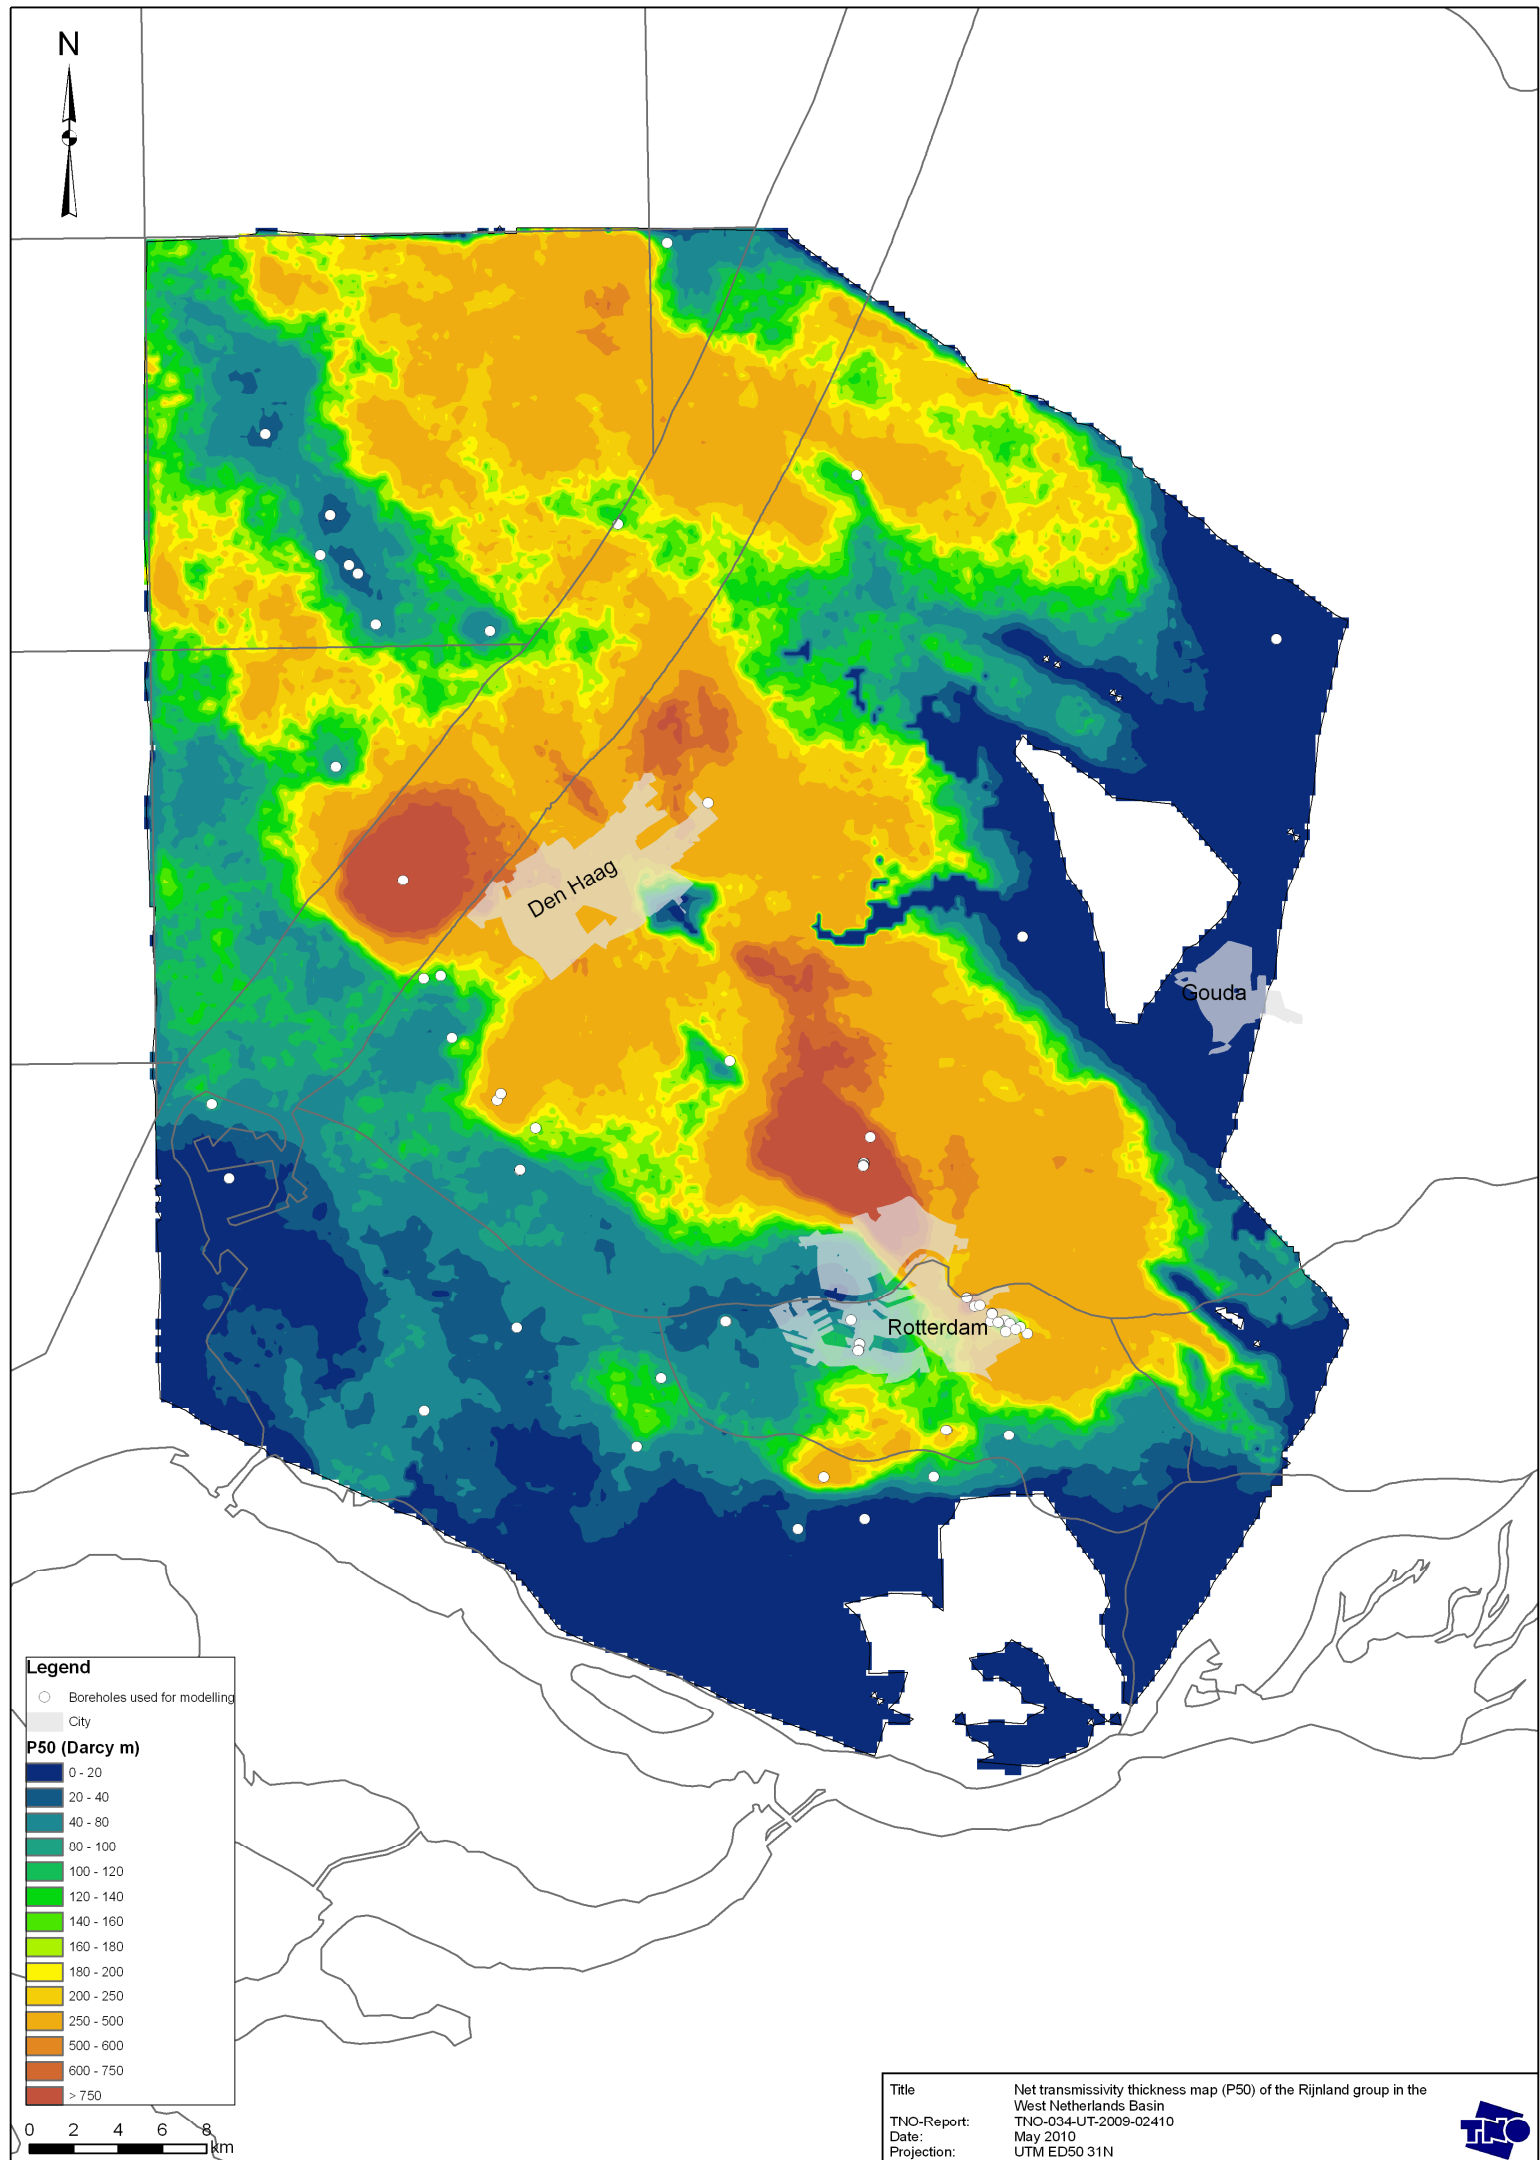 N
Den Haag
Gouda
Rotterdam
Legend
Boreholes used for modelling
City
P50 (Darcy m)
0 - 20
20 - 40
40 - 80
80 - 100
100 - 120
120 - 140
140 - 160
160 - 180
180 - 200
200 - 250
250 - 500
500 - 600
600 - 750
> 750
0 2 4 6 8
km
Title Net transmissivity thickness map (P50) of the Rijnland group in the
West Netherlands Basin
TNO-Report: TNO-034-UT-2009-02410
Date: May 2010
Projection: UTM ED50 31N
TNO